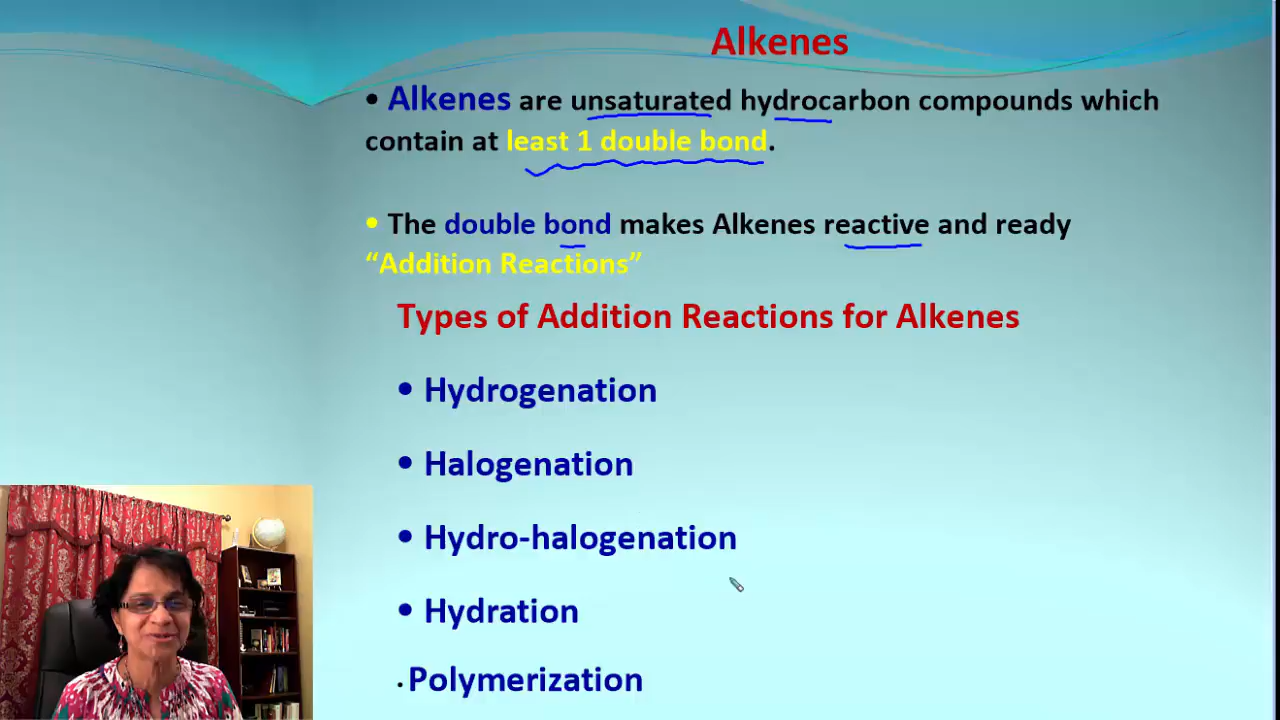 Alkenes
• Alkenes are unsaturated hydrocarbon compounds which
contain at least 1 double bond.
• The double bond makes Alkenes reactive and ready
“Addition Reactions”
Types of Addition Reactions for Alkenes
• Hydrogenation
• Halogenation
• Hydro-halogenation
• Hydration
• Polymerization